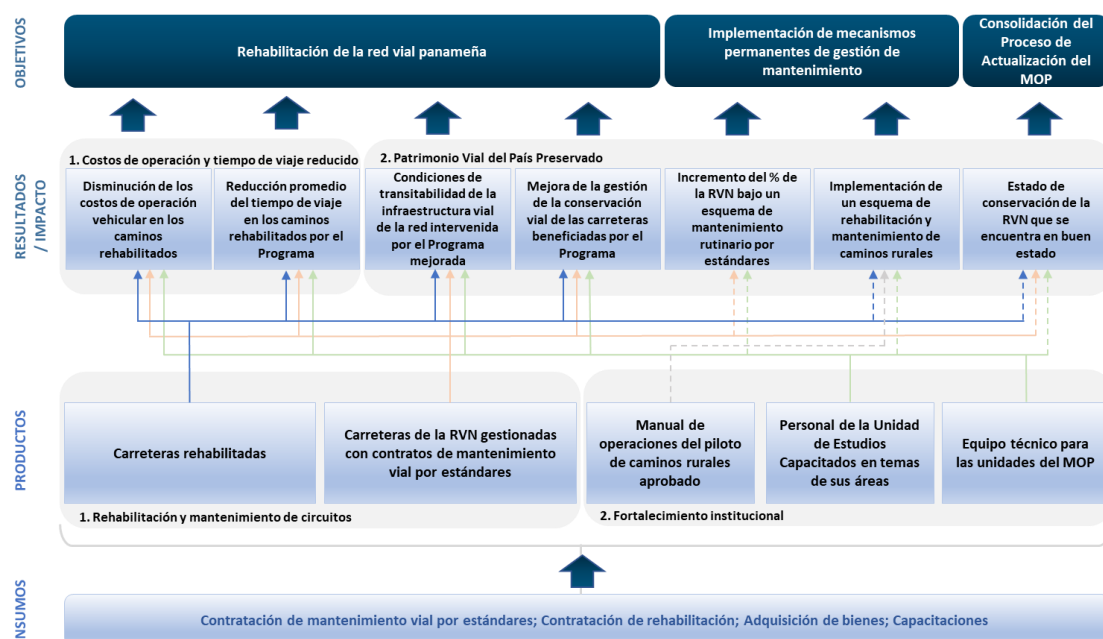 OBJETIVOS
Rehabilitación de la red vial panameña
Implementación de mecanismos
permanentes de gestión de
mantenimiento
Consolidación del
Proceso de
Actualización del
MOP
RESULTADOS
/ IMPACTO
1. Costos de operación y tiempo de viaje reducido
2. Patrimonio Vial del País Preservado
Disminución de los
costos de operación
vehicular en los
caminos
rehabilitados
Reducción promedio
del tiempo de viaje
en los caminos
rehabilitados por el
Programa
Condiciones de
transitabilidad de la
infraestructura vial
de la red intervenida
por el Programa
mejorada
Mejora de la gestión
de la conservación
vial de las carreteras
beneficiadas por el
Programa
Incremento del % de
la RVN bajo un
esquema de
mantenimiento
rutinario por
estándares
Implementación de
un esquema de
rehabilitación y
mantenimiento de
caminos rurales
Estado de
conservación de la
RVN que se
encuentra en buen
estado
PRODUCTOS
Carreteras rehabilitadas
Carreteras de la RVN gestionadas
con contratos de mantenimiento
vial por estándares
Manual de
operaciones del piloto
de caminos rurales
aprobado
Personal de la Unidad
de Estudios
Capacitados en temas
de sus áreas
Equipo técnico para
las unidades del MOP
1. Rehabilitación y mantenimiento de circuitos
2. Fortalecimiento institucional
NSUMOS
Contratación de mantenimiento vial por estándares; Contratación de rehabilitación; Adquisición de bienes; Capacitaciones